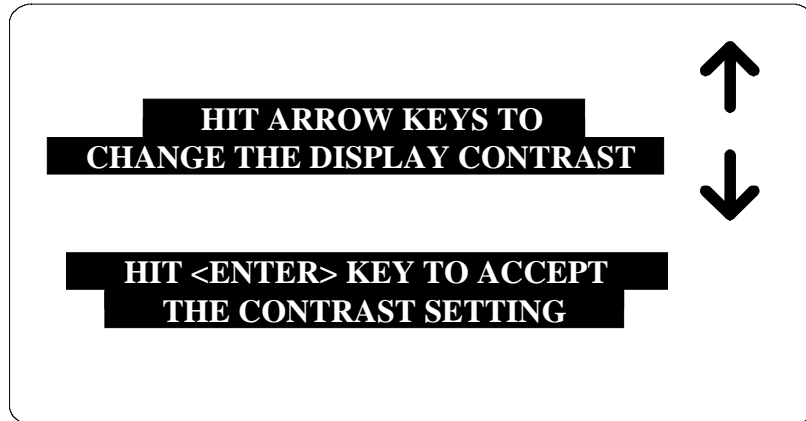 HIT ARROW KEYS TO
CHANGE THE DISPLAY CONTRAST
HIT <ENTER> KEY TO ACCEPT
THE CONTRAST SETTING